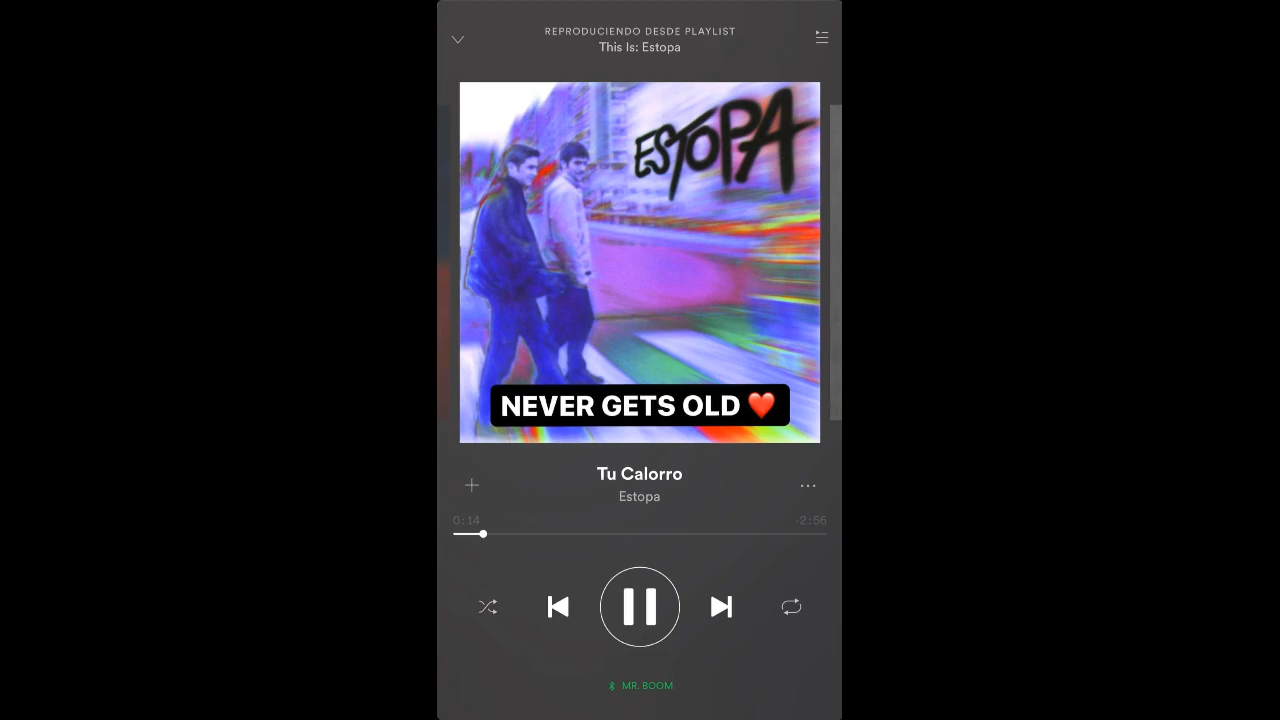 REPRODUCIENDO DESDE PLAYLIST
This Is: Estopa
ESTOPA
NEVER GETS OLD ❤️
Tu Calorro
Estopa
0:14
-2:56
MR. BOOM